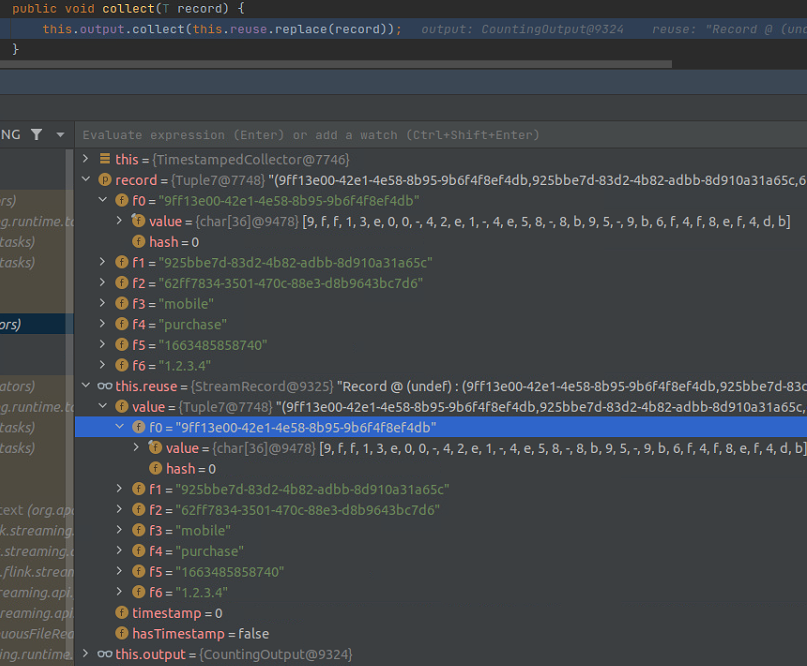 public void collect(T record) {
this.output.collect(this.reuse.replace(record)); output: CountingOutput@9324 reuse: "Record @ (und
}
NG
Evaluate expression (Enter) or add a watch (Ctrl+Shift+Enter)
this = {TimestampedCollector@7746}
record = {Tuple7@7748} "(9ff13e00-42e1-4e58-8b95-9b6f4f8ef4db,925bbe7d-83d2-4b82-adbb-8d910a31a65c,6
ors)
f0 = "9ff13e00-42e1-4e58-8b95-9b6f4f8ef4db"
g.runtime.ta
value = {char[36]@9478} [9, f, f, 1, 3, e, 0, 0, -, 4, 2, e, 1, -, 4, e, 5, 8, -, 8, b, 9, 5, -, 9, b, 6, f, 4, f, 8, e, f, 4, d, b]
tasks)
hash = 0
tasks)
f1 = "925bbe7d-83d2-4b82-adbb-8d910a31a65c"
f2 = "62ff7834-3501-470c-88e3-d8b9643bc7d6"
f3 = "mobile"
ors)
f4 = "purchase"
f5 = "1663485858740"
f6 = "1.2.3.4"
ators)
this.reuse = {StreamRecord@9325} "Record @ (undef) : (9ff13e00-42e1-4e58-8b95-9b6f4f8ef4db,925bbe7d-83d
g.runtime.ta
value = {Tuple7@7748} "(9ff13e00-42e1-4e58-8b95-9b6f4f8ef4db,925bbe7d-83d2-4b82-adbb-8d910a31a65c,
tasks)
f0 = "9ff13e00-42e1-4e58-8b95-9b6f4f8ef4db"
tasks)
value = {char[36]@9478} [9, f, f, 1, 3, e, 0, 0, -, 4, 2, e, 1, -, 4, e, 5, 8, -, 8, b, 9, 5, -, 9, b, 6, f, 4, f, 8, e, f, 4, d, b]
hash = 0
f1 = "925bbe7d-83d2-4b82-adbb-8d910a31a65c"
text (org.apa
f2 = "62ff7834-3501-470c-88e3-d8b9643bc7d6"
k.streaming.
f3 = "mobile"
.streaming.a
f4 = "purchase"
.flink.stream
f5 = "1663485858740"
reaming.api.
f6 = "1.2.3.4"
reaming.api.
timestamp = 0
nuousFileRea
hasTimestamp = false
ng.runtime.
this.output = {CountingOutput@9324}